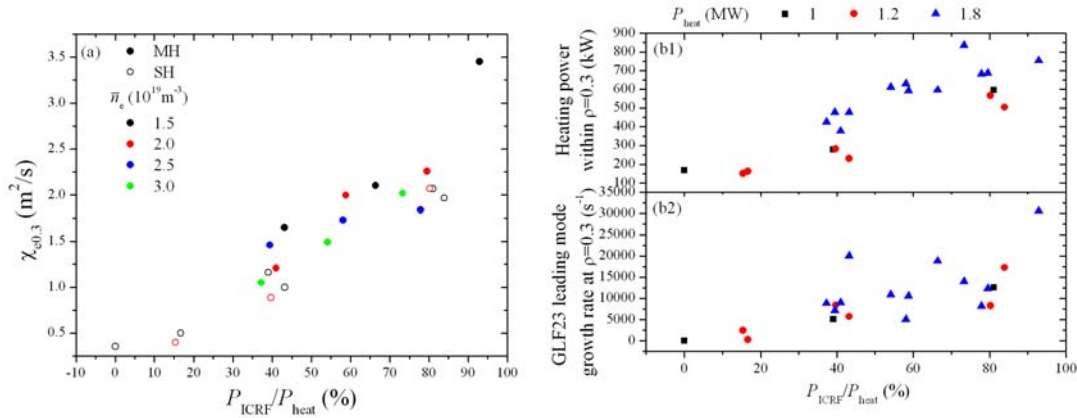 (a)
MH
SH
n̅e (10^19 m^-3)
1.5
2.0
2.5
3.0
3.5
3.0
2.5
2.0
1.5
1.0
0.5
χe0.3 (m²/s)
-10 0 10 20 30 40 50 60 70 80 90 100
PICRF/Pheat (%)
Pheat (MW) 1 1.2 1.8
(b1)
900
800
700
600
500
400
300
200
100
Heating power
within ρ=0.3 (kW)
(b2)
35000
30000
25000
20000
15000
10000
5000
0
GLF23 leading mode
growth rate at ρ=0.3 (s^-1)
0 20 40 60 80 100
PICRF/Pheat (%)